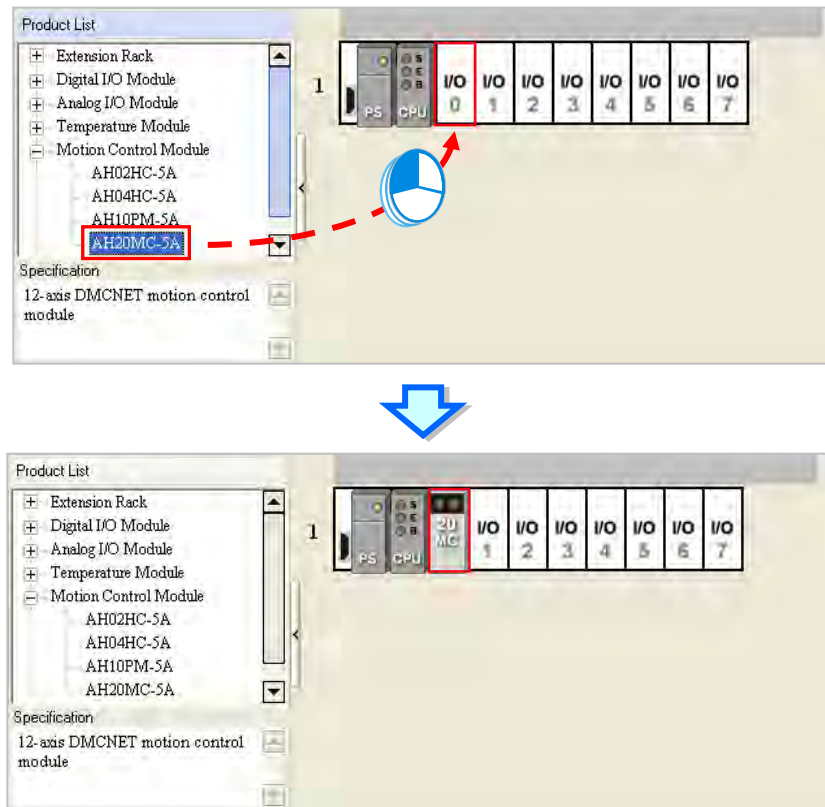 Product List
Extension Rack
Digital I/O Module
Analog I/O Module
Temperature Module
Motion Control Module
AH02HC-5A
AH04HC-5A
AH10PM-5A
AH20MC-5A
Specification
12-axis DMCNET motion control
module
1
PS
CPU
S
E
B
I/O 0
I/O 1
I/O 2
I/O 3
I/O 4
I/O 5
I/O 6
I/O 7
Product List
Extension Rack
Digital I/O Module
Analog I/O Module
Temperature Module
Motion Control Module
AH02HC-5A
AH04HC-5A
AH10PM-5A
AH20MC-5A
Specification
12-axis DMCNET motion control
module
1
PS
CPU
S
E
B
20
MC
I/O 1
I/O 2
I/O 3
I/O 4
I/O 5
I/O 6
I/O 7